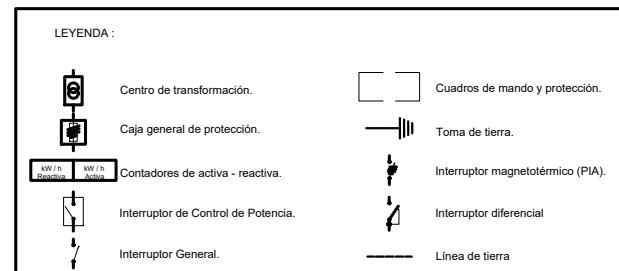 LEYENDA :
Centro de transformación.
Caja general de protección.
kW / h
Reactiva
kW / h
Activa
Contadores de activa - reactiva.
Interruptor de Control de Potencia.
Interruptor General.
Cuadros de mando y protección.
Toma de tierra.
Interruptor magnetotérmico (PIA).
Interruptor diferencial
Línea de tierra